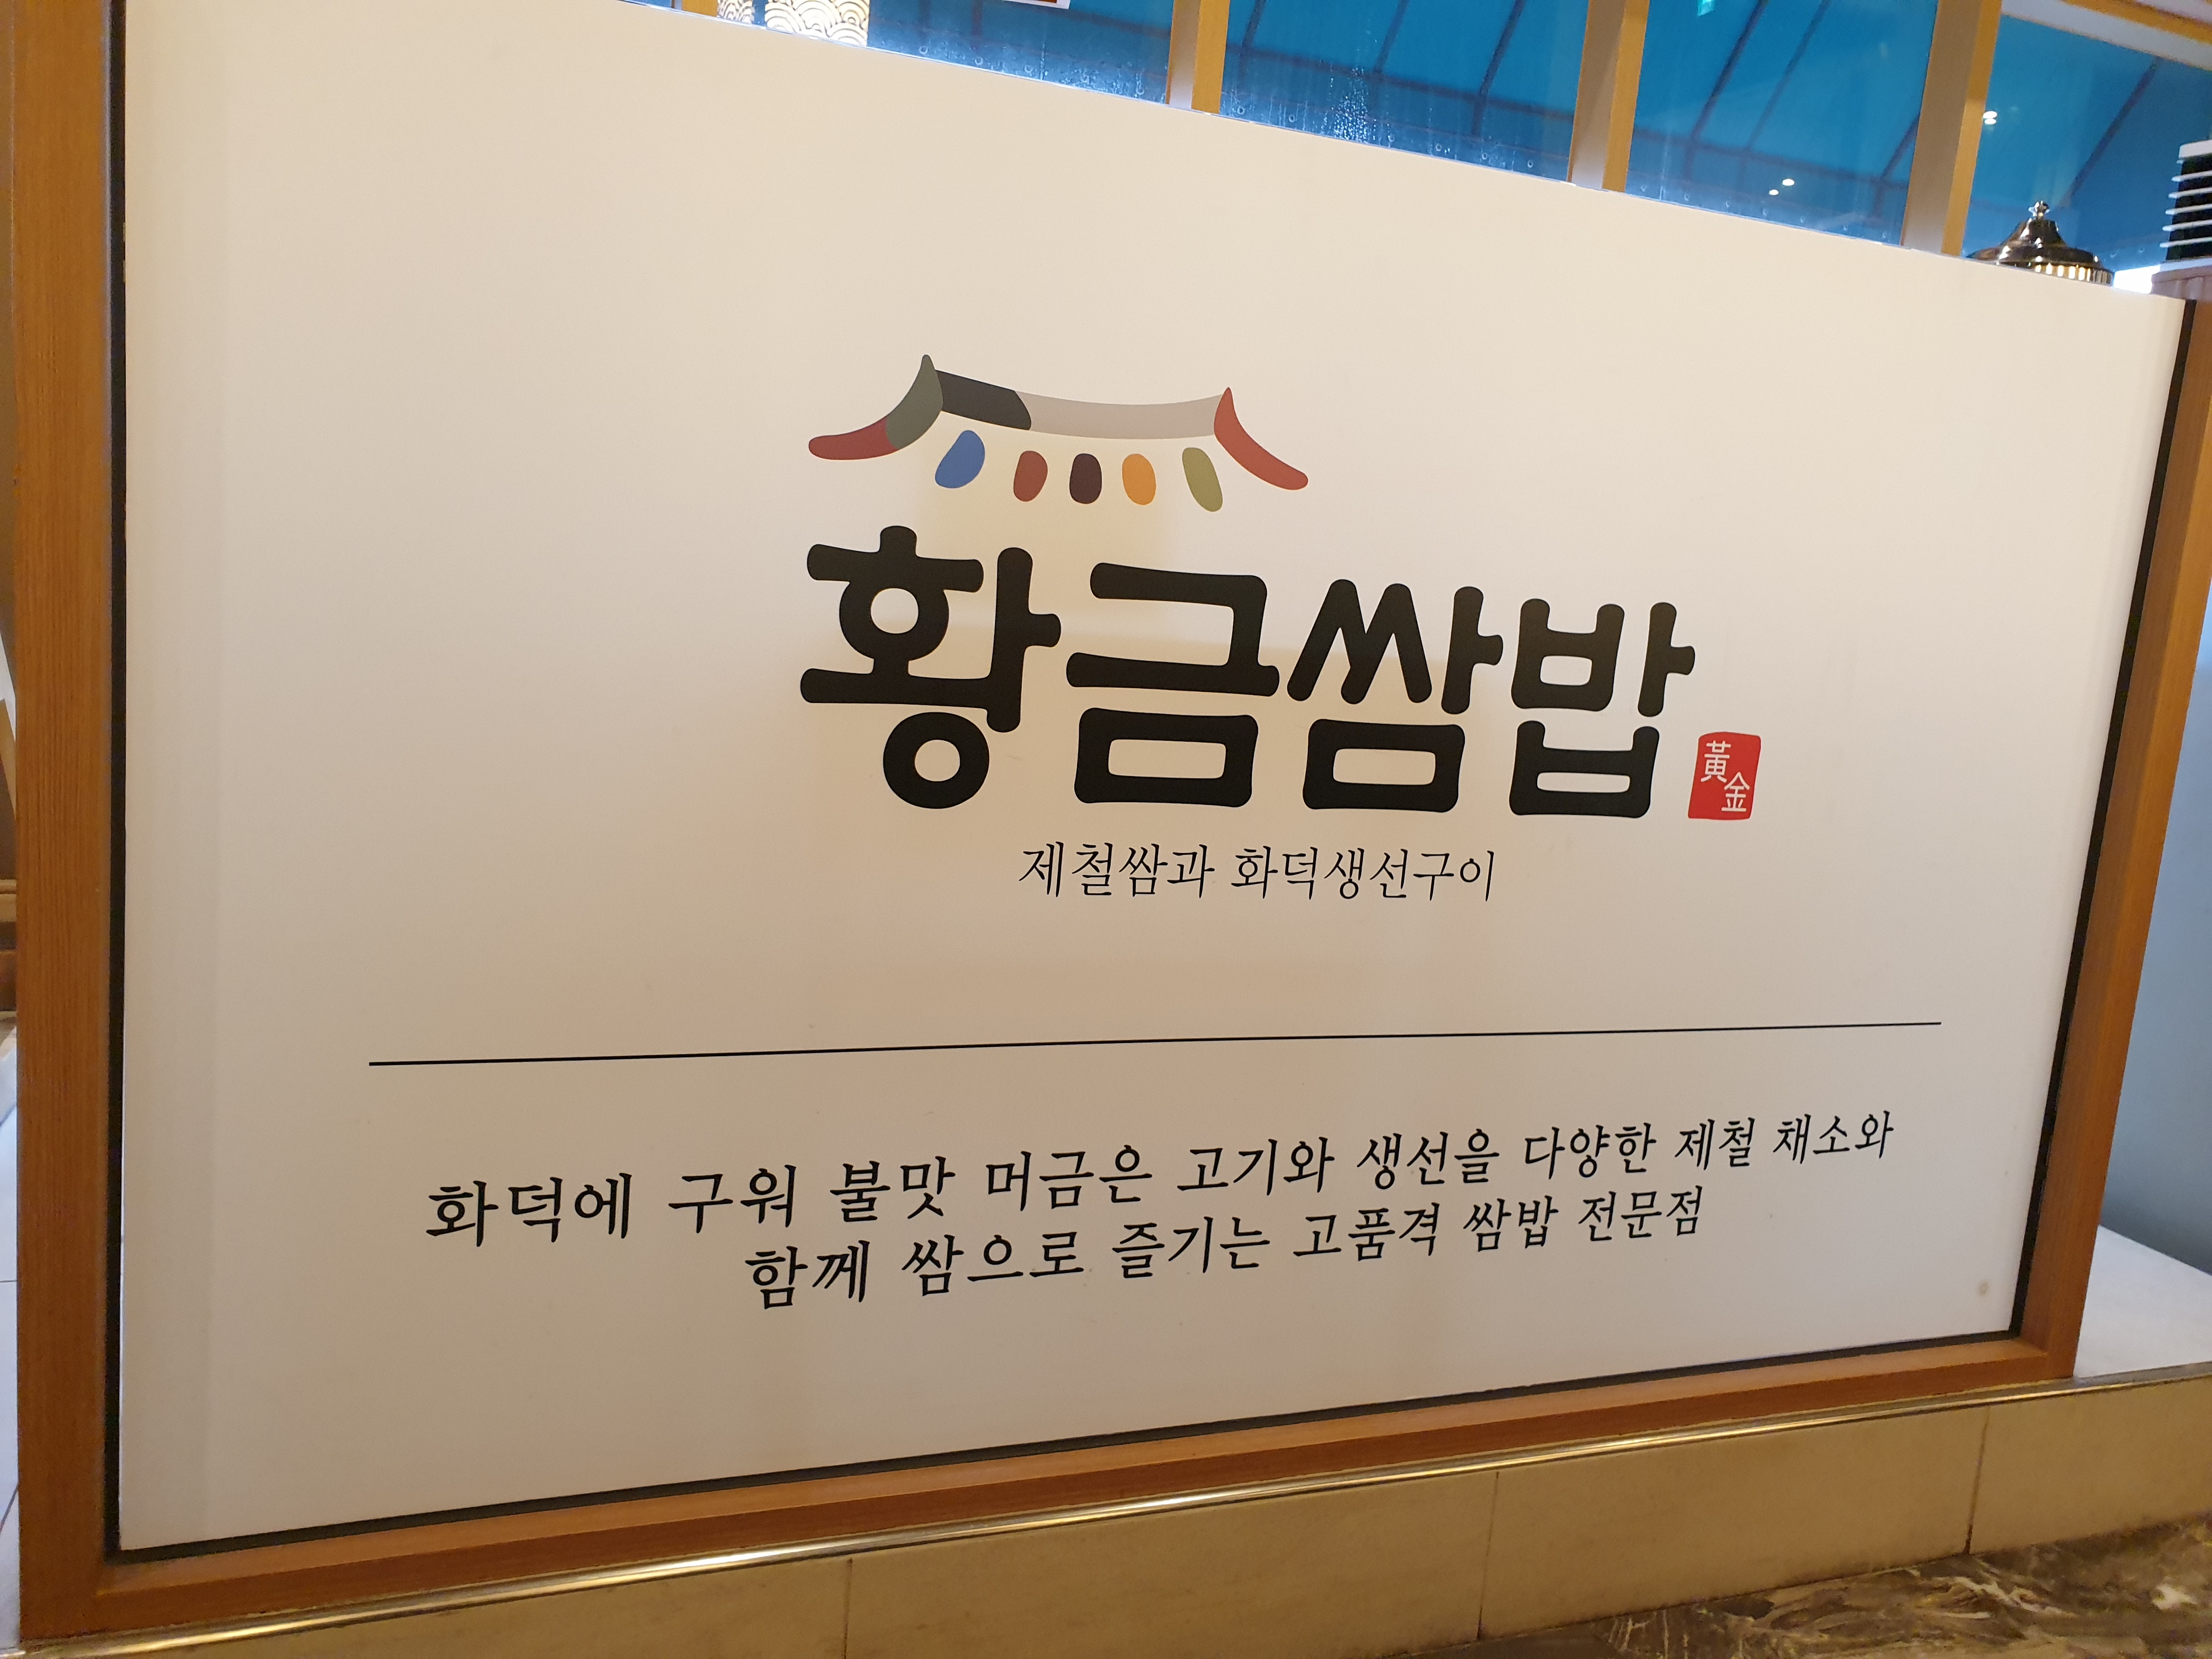 황금쌈밥
黃金
제철쌈과 화덕생선구이
화덕에 구워 불맛 머금은 고기와 생선을 다양한 제철 채소와
함께 쌈으로 즐기는 고품격 쌈밥 전문점